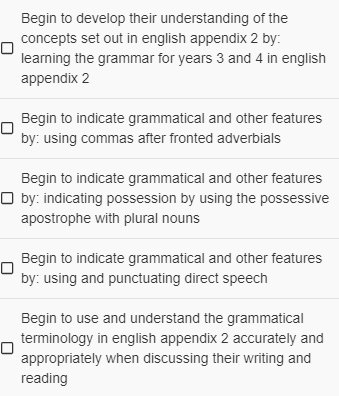 Begin to develop their understanding of the
concepts set out in english appendix 2 by:
learning the grammar for years 3 and 4 in english
appendix 2
Begin to indicate grammatical and other features
by: using commas after fronted adverbials
Begin to indicate grammatical and other features
by: indicating possession by using the possessive
apostrophe with plural nouns
Begin to indicate grammatical and other features
by: using and punctuating direct speech
Begin to use and understand the grammatical
terminology in english appendix 2 accurately and
appropriately when discussing their writing and
reading